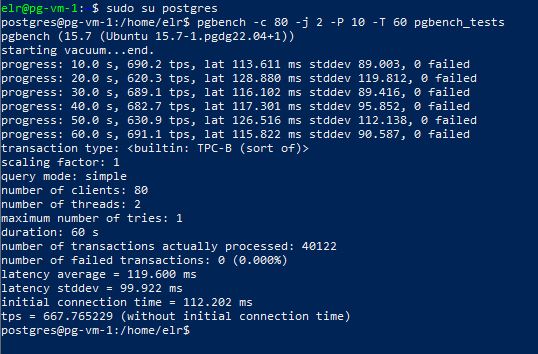 elr@pg-vm-1: $ sudo su postgres
postgres@pg-vm-1:/home/elr$ pgbench -c 80 -j 2 -P 10 -T 60 pgbench_tests
pgbench (15.7 (Ubuntu 15.7-1.pgdg22.04+1))
starting vacuum...end.
progress: 10.0 s, 690.2 tps, lat 113.611 ms stddev 89.003, 0 failed
progress: 20.0 s, 620.3 tps, lat 128.880 ms stddev 119.812, 0 failed
progress: 30.0 s, 689.1 tps, lat 116.102 ms stddev 89.416, 0 failed
progress: 40.0 s, 682.7 tps, lat 117.301 ms stddev 95.852, 0 failed
progress: 50.0 s, 630.9 tps, lat 126.516 ms stddev 112.138, 0 failed
progress: 60.0 s, 691.1 tps, lat 115.822 ms stddev 90.587, 0 failed
transaction type: <builtin: TPC-B (sort of)>
scaling factor: 1
query mode: simple
number of clients: 80
number of threads: 2
maximum number of tries: 1
duration: 60 s
number of transactions actually processed: 40122
number of failed transactions: 0 (0.000%)
latency average = 119.600 ms
latency stddev = 99.922 ms
initial connection time = 112.202 ms
tps = 667.765229 (without initial connection time)
postgres@pg-vm-1:/home/elr$